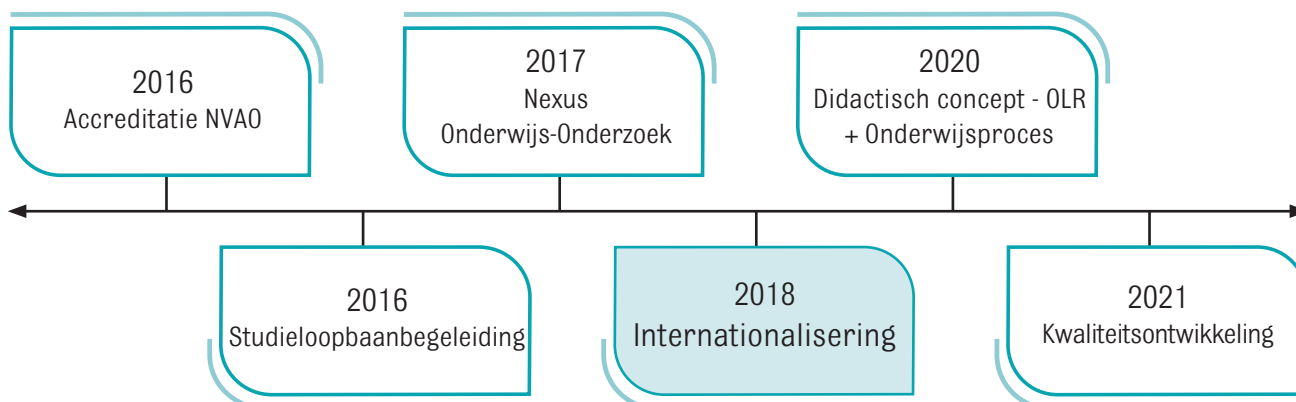 2016
Accreditatie NVAO
2017
Nexus
Onderwijs-Onderzoek
2020
Didactisch concept - OLR
+ Onderwijsproces
2016
Studieloopbaanbegeleiding
2018
Internationalisering
2021
Kwaliteitsontwikkeling